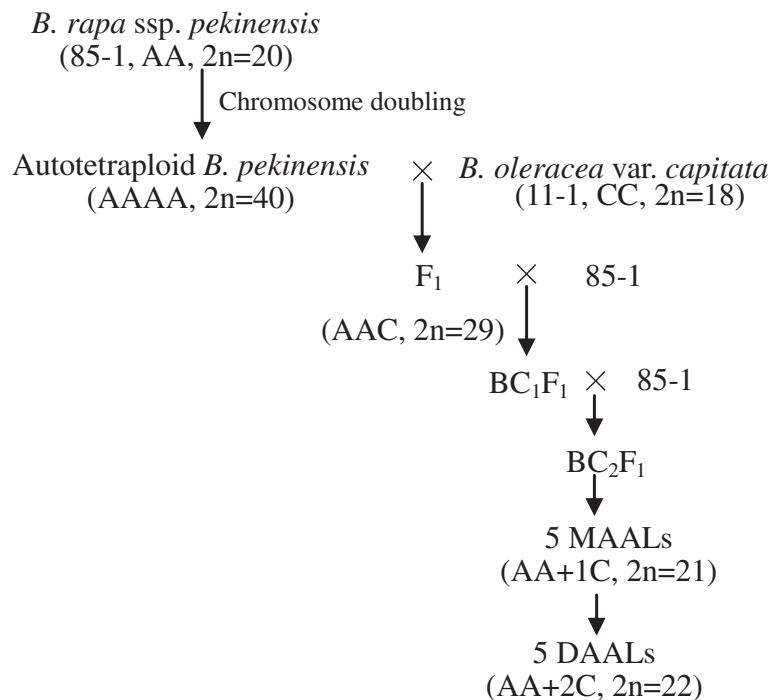 B. rapa ssp. pekinensis
(85-1, AA, 2n=20)
Chromosome doubling
Autotetraploid B. pekinensis × B. oleracea var. capitata
(AAAA, 2n=40) (11-1, CC, 2n=18)
F₁ × 85-1
(AAC, 2n=29)
BC₁F₁ × 85-1
BC₂F₁
5 MAALs
(AA+1C, 2n=21)
5 DAALs
(AA+2C, 2n=22)